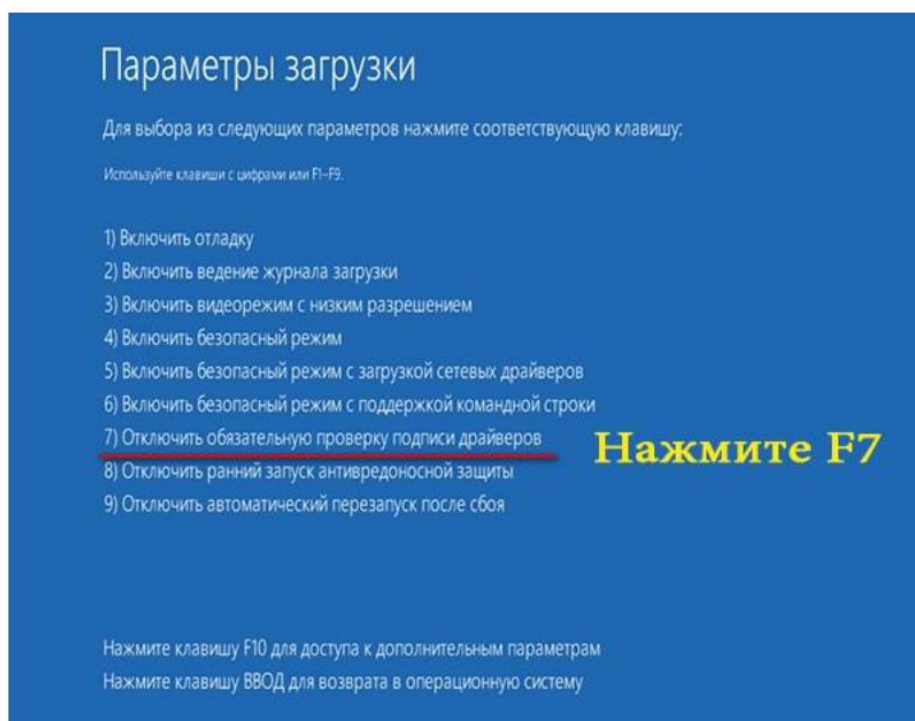 Параметры загрузки
Для выбора из следующих параметров нажмите соответствующую клавишу:
Используйте клавиши с цифрами или F1–F9.
1) Включить отладку
2) Включить ведение журнала загрузки
3) Включить видеорежим с низким разрешением
4) Включить безопасный режим
5) Включить безопасный режим с загрузкой сетевых драйверов
6) Включить безопасный режим с поддержкой командной строки
7) Отключить обязательную проверку подписи драйверов
Нажмите F7
8) Отключить ранний запуск антивредоносной защиты
9) Отключить автоматический перезапуск после сбоя
Нажмите клавишу F10 для доступа к дополнительным параметрам
Нажмите клавишу ВВОД для возврата в операционную систему